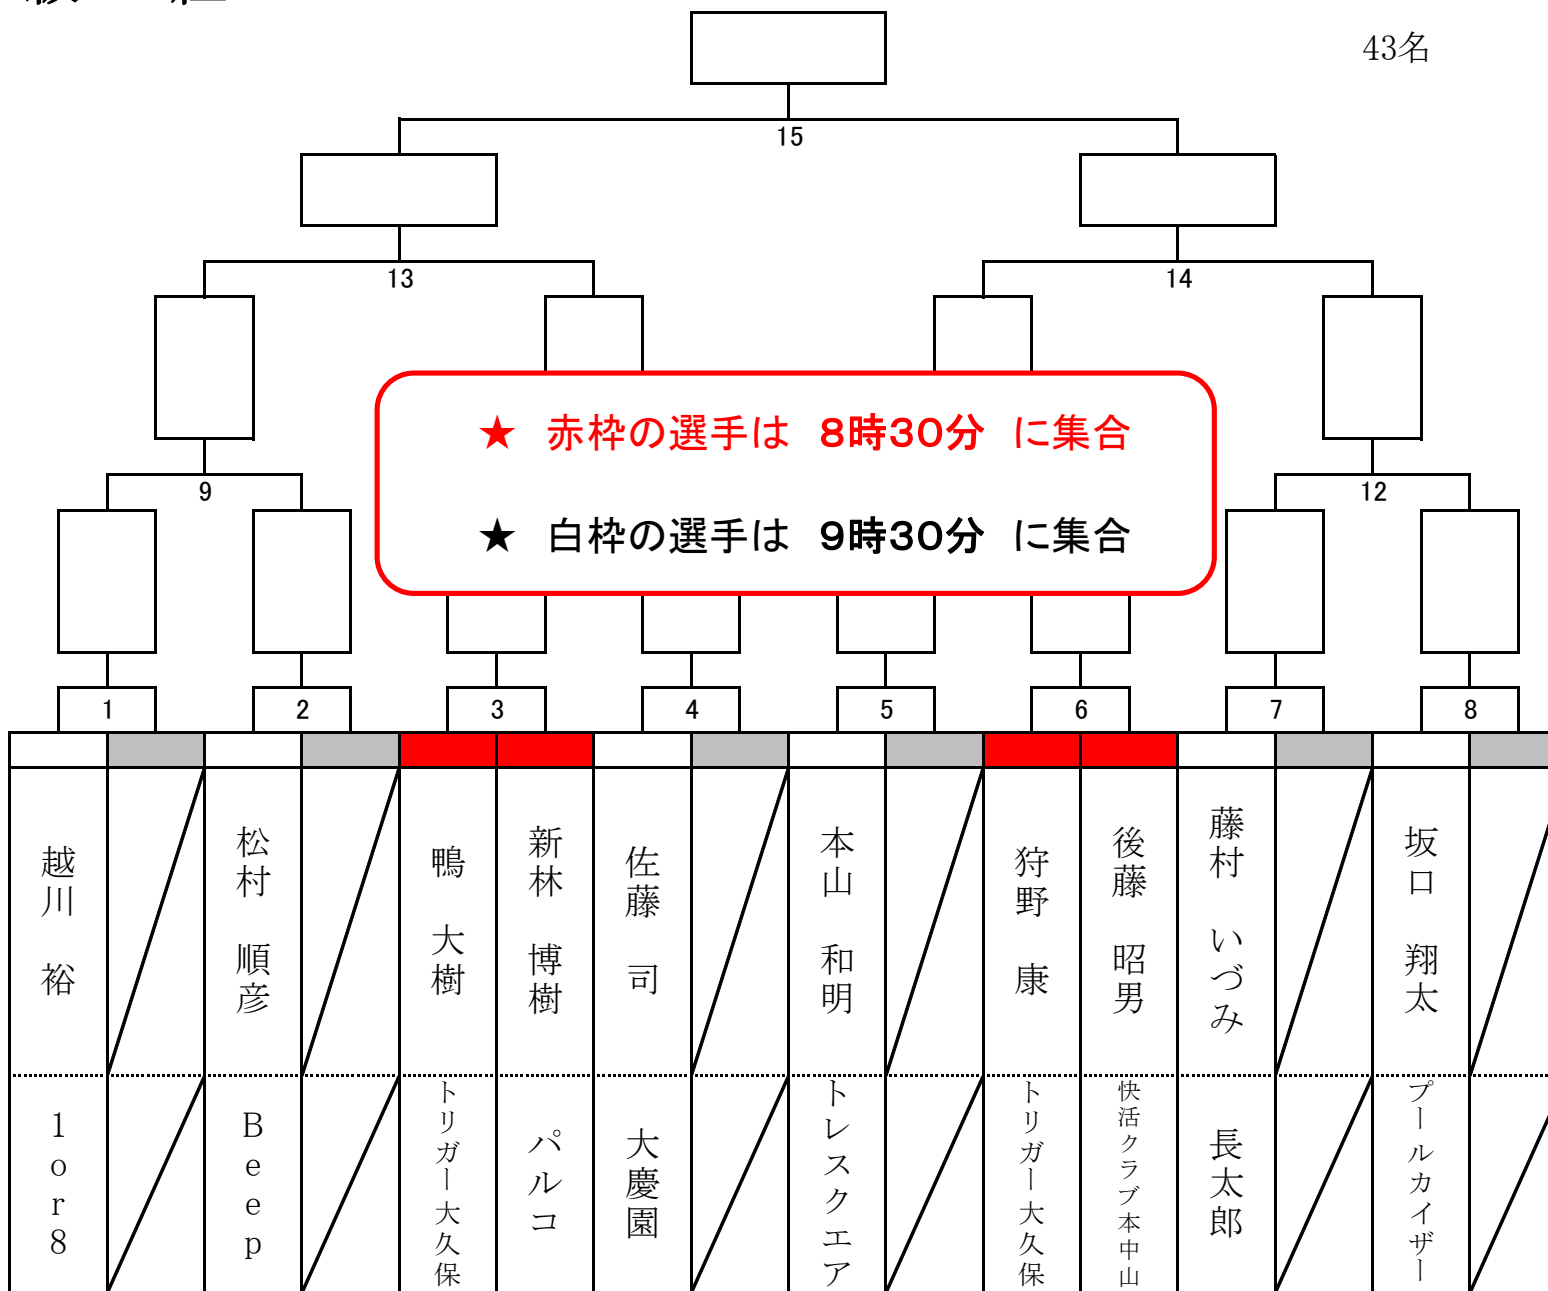 43名
15
13
14
★ 赤枠の選手は 8時30分 に集合
★ 白枠の選手は 9時30分 に集合
9
12
1
2
3
4
5
6
7
8
越川 裕
松村 順彦
鴨 大樹
新林 博樹
佐藤 司
本山 和明
狩野 康
後藤 昭男
藤村 いづみ
坂口 翔太
1or8
Beep
トリガー大久保
パルコ
大慶園
トレスクエア
トリガー大久保
快活クラブ本中山
長太郎
プールカイザー